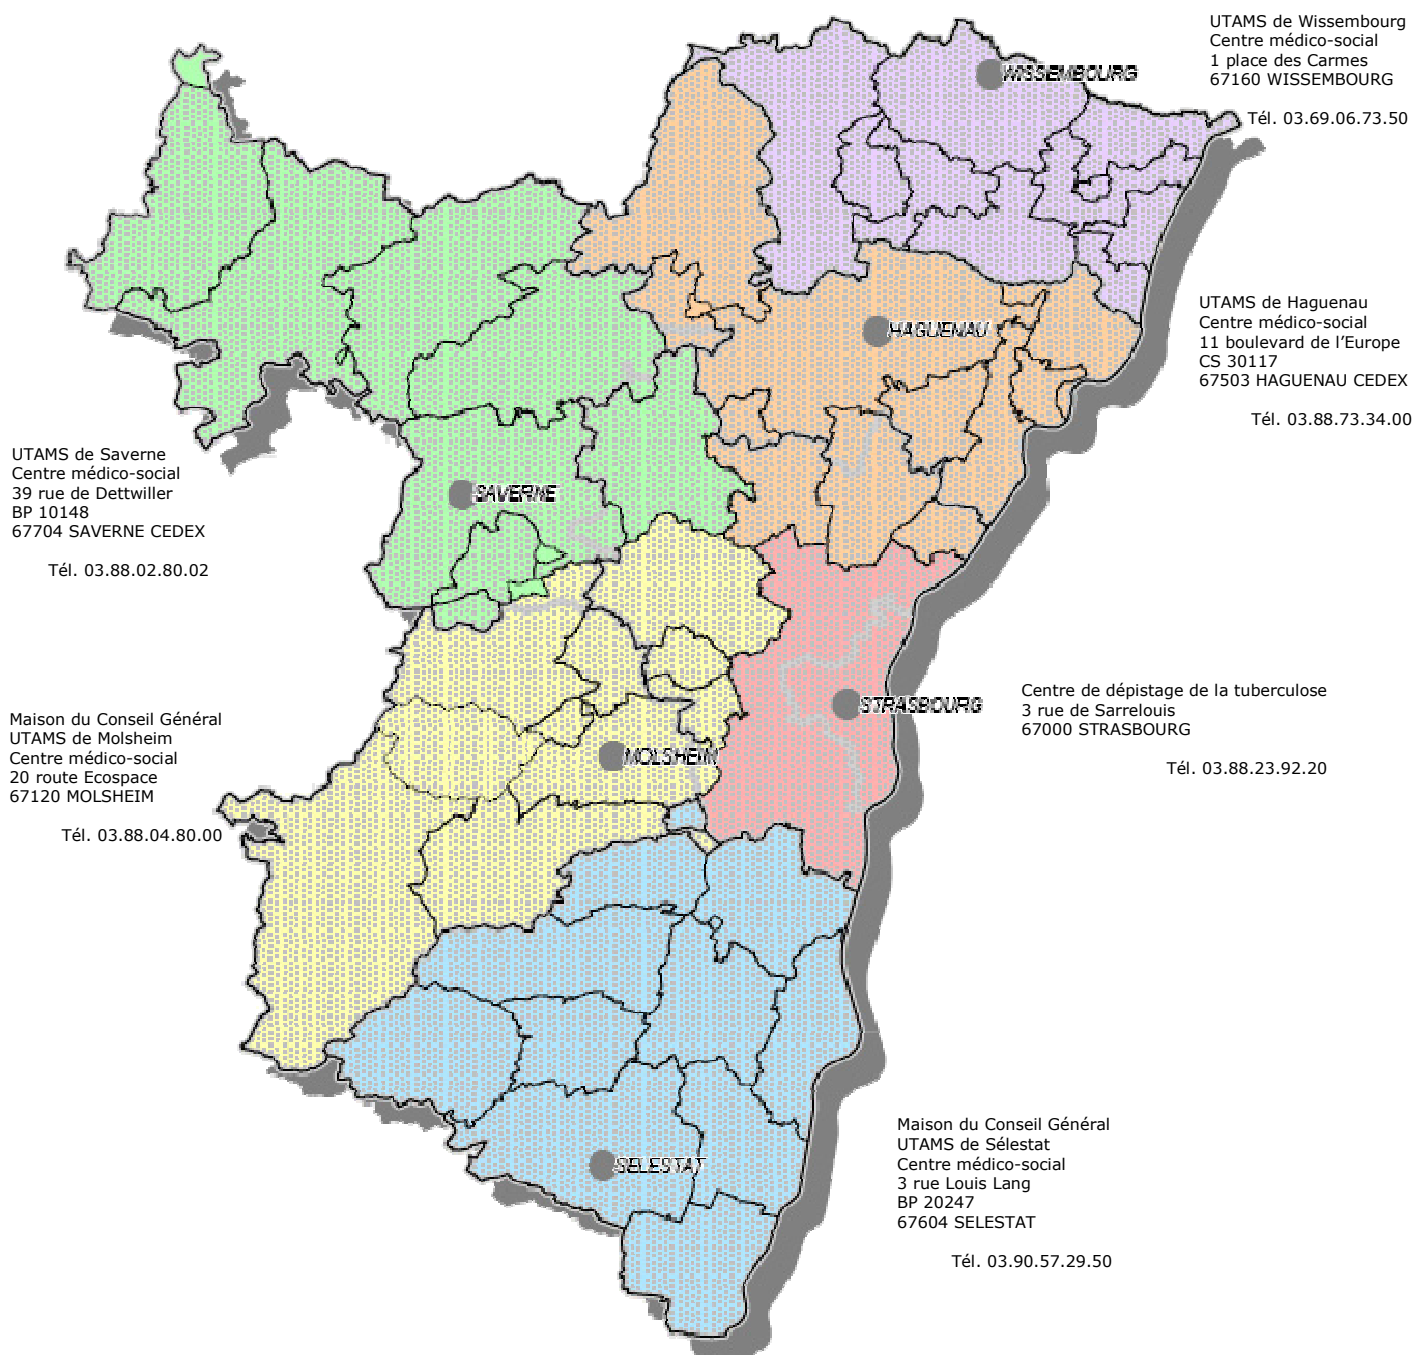 UTAMS de Wissembourg
Centre médico-social
1 place des Carmes
67160 WISSEMBOURG
Tél. 03.69.06.73.50
WISSEMBOURG
UTAMS de Haguenau
Centre médico-social
11 boulevard de l'Europe
CS 30117
67503 HAGUENAU CEDEX
Tél. 03.88.73.34.00
HAGUENAU
UTAMS de Saverne
Centre médico-social
39 rue de Dettwiller
BP 10148
67704 SAVERNE CEDEX
Tél. 03.88.02.80.02
SAVERNE
Centre de dépistage de la tuberculose
3 rue de Sarrelouis
67000 STRASBOURG
Tél. 03.88.23.92.20
STRASBOURG
Maison du Conseil Général
UTAMS de Molsheim
Centre médico-social
20 route Ecospace
67120 MOLSHEIM
Tél. 03.88.04.80.00
MOLSHEIM
Maison du Conseil Général
UTAMS de Sélestat
Centre médico-social
3 rue Louis Lang
BP 20247
67604 SELESTAT
Tél. 03.90.57.29.50
SELESTAT